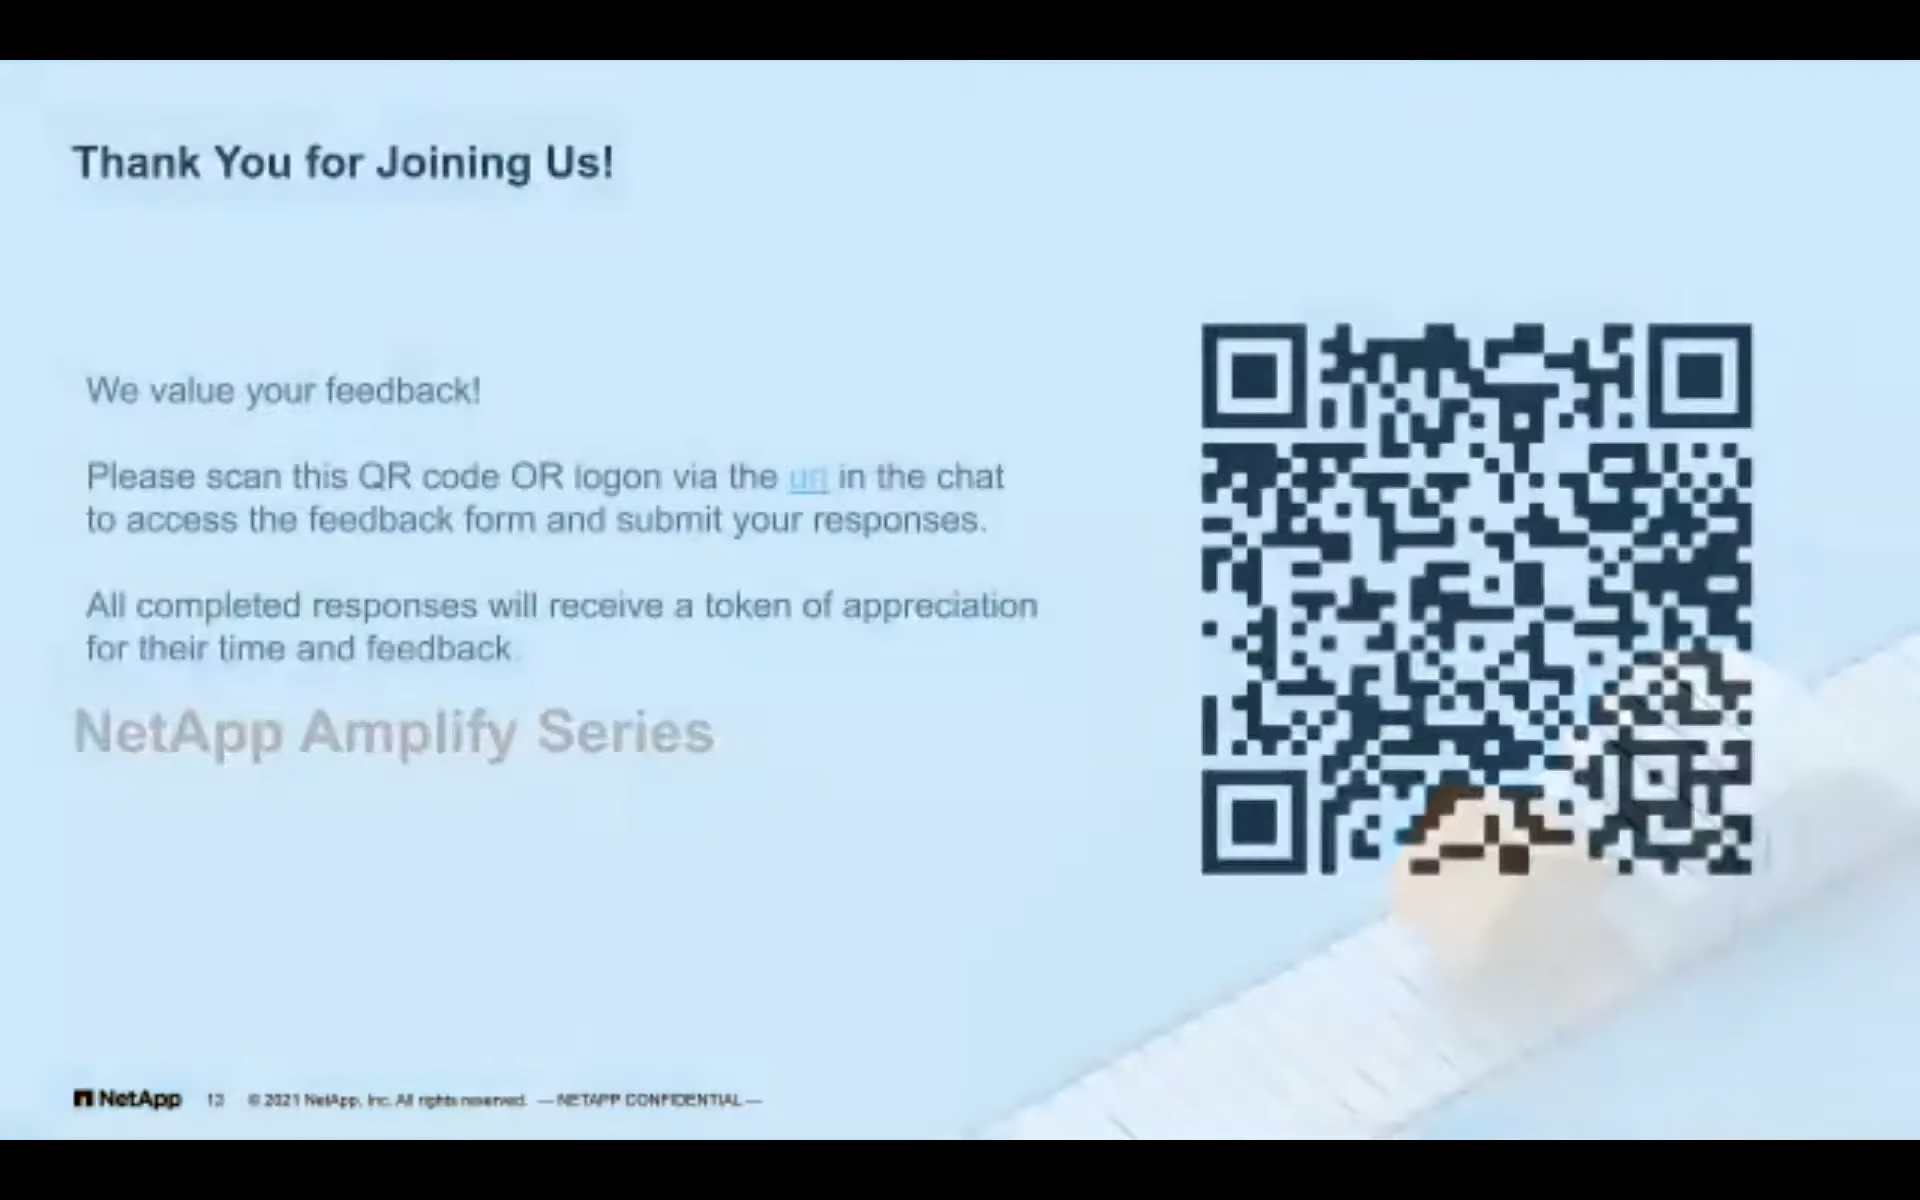 Thank You for Joining Us!
We value your feedback!
Please scan this QR code OR logon via the url in the chat
to access the feedback form and submit your responses.
All completed responses will receive a token of appreciation
for their time and feedback.
NetApp Amplify Series
NetApp 13 © 2021 NetApp, Inc. All rights reserved. — NETAPP CONFIDENTIAL —